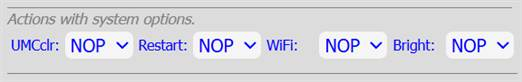 Actions with system options.
UMCclr: NOP Restart: NOP WiFi: NOP Bright: NOP